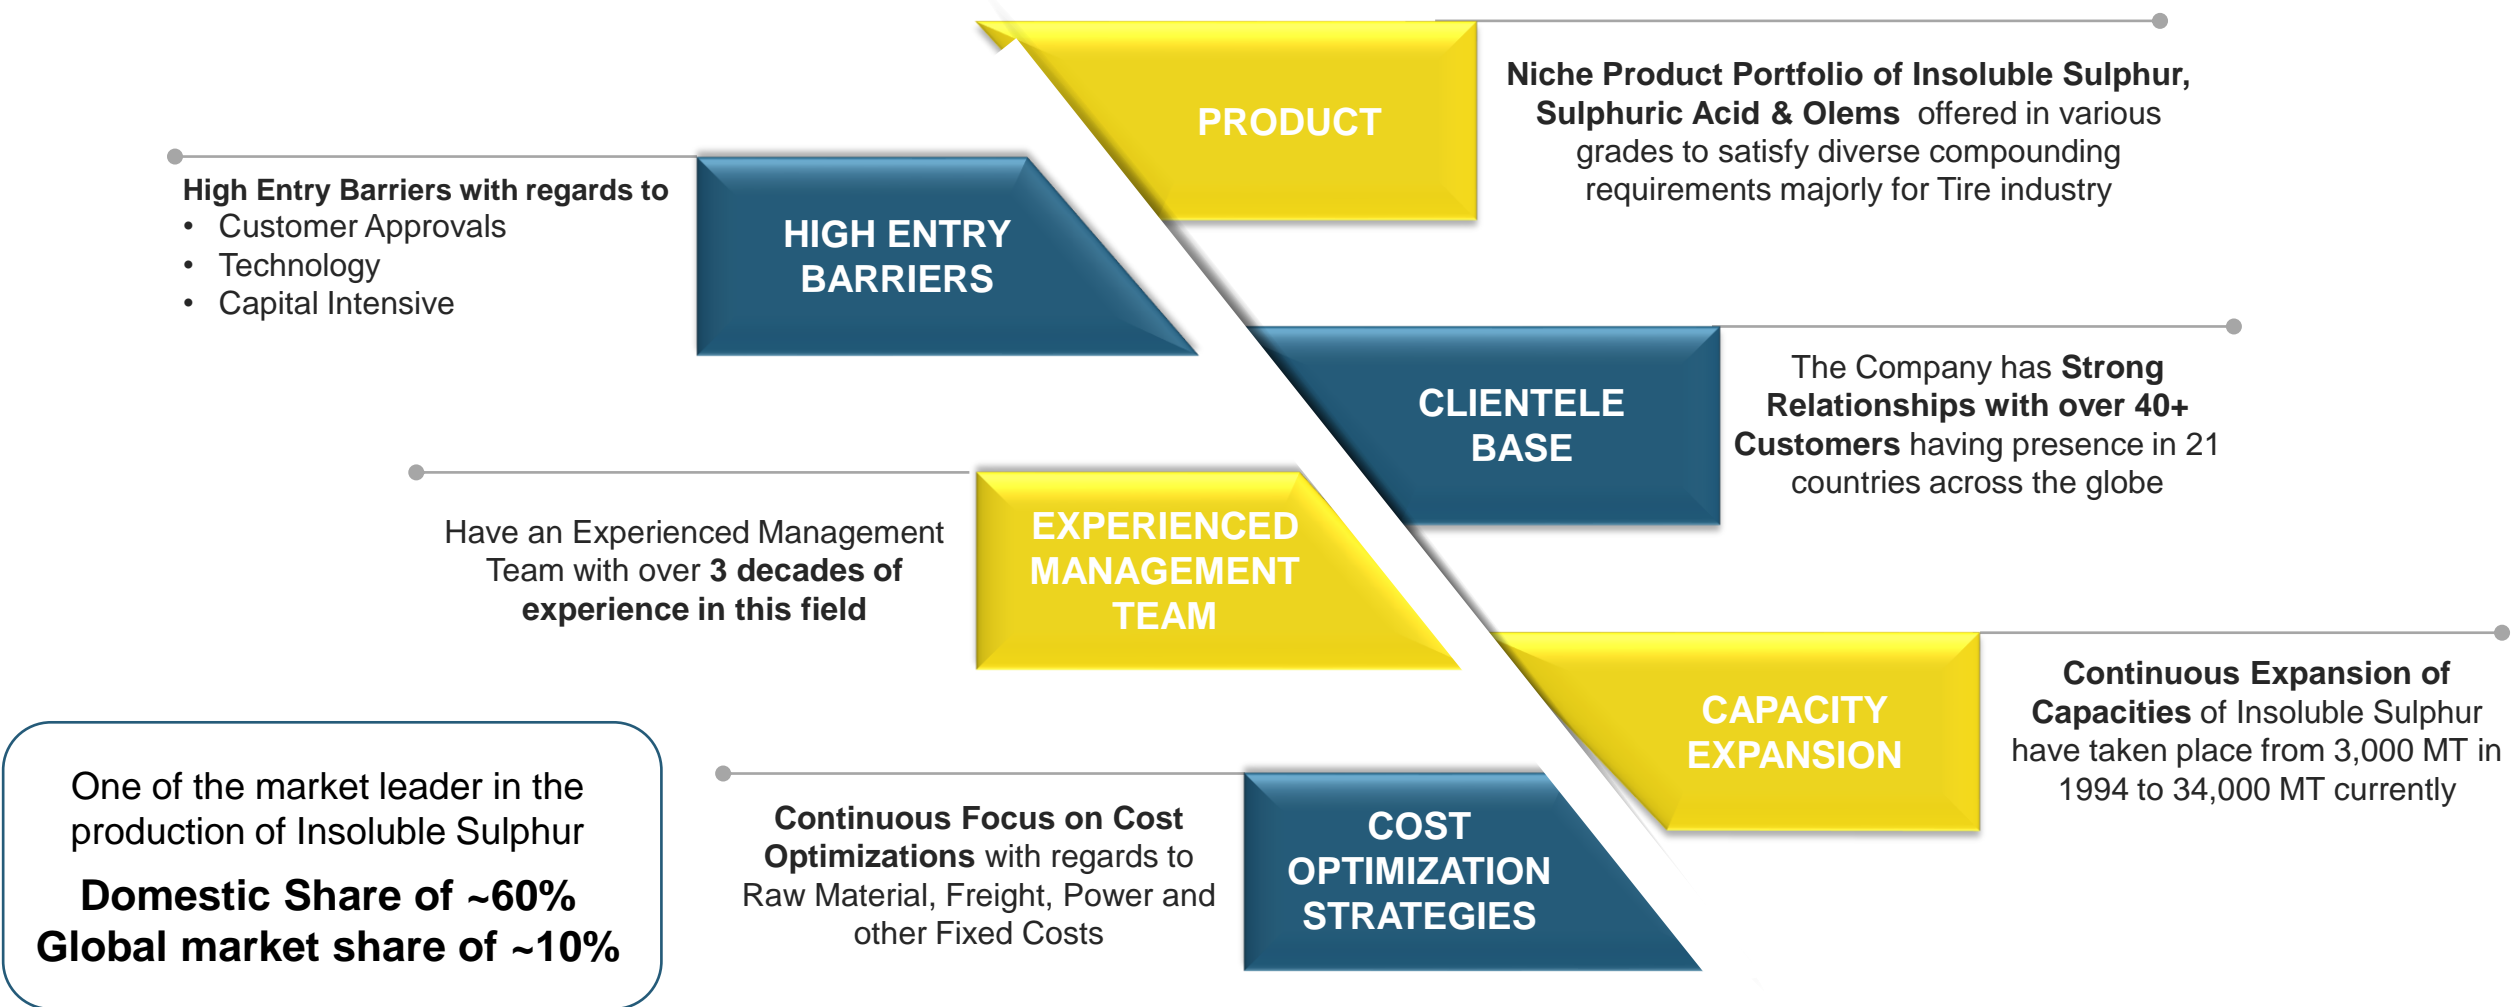 PRODUCT
Niche Product Portfolio of Insoluble Sulphur,
Sulphuric Acid & Olems offered in various
grades to satisfy diverse compounding
requirements majorly for Tire industry
High Entry Barriers with regards to
• Customer Approvals
• Technology
• Capital Intensive
HIGH ENTRY
BARRIERS
CLIENTELE
BASE
The Company has Strong
Relationships with over 40+
Customers having presence in 21
countries across the globe
Have an Experienced Management
Team with over 3 decades of
experience in this field
EXPERIENCED
MANAGEMENT
TEAM
CAPACITY
EXPANSION
Continuous Expansion of
Capacities of Insoluble Sulphur
have taken place from 3,000 MT in
1994 to 34,000 MT currently
One of the market leader in the
production of Insoluble Sulphur
Domestic Share of ~60%
Global market share of ~10%
Continuous Focus on Cost
Optimizations with regards to
Raw Material, Freight, Power and
other Fixed Costs
COST
OPTIMIZATION
STRATEGIES